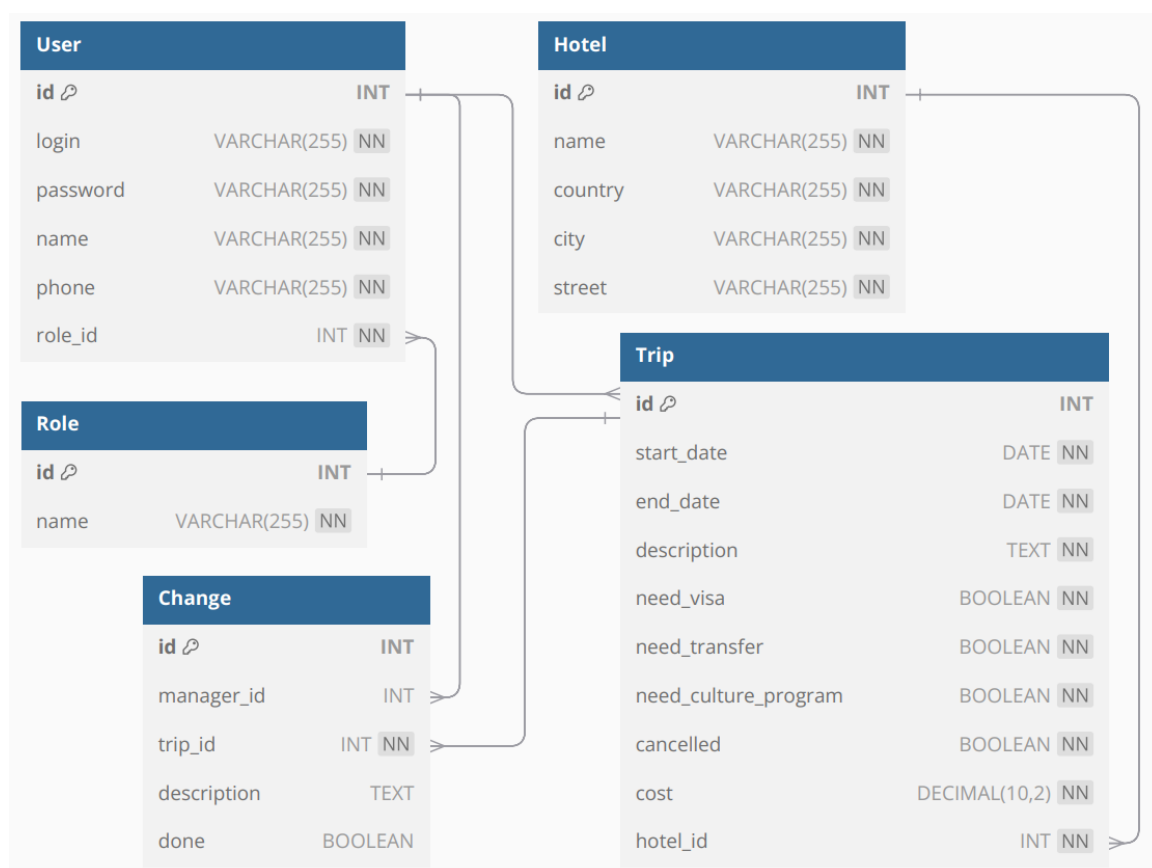 User
id INT
login VARCHAR(255) NN
password VARCHAR(255) NN
name VARCHAR(255) NN
phone VARCHAR(255) NN
role_id INT NN
Hotel
id INT
name VARCHAR(255) NN
country VARCHAR(255) NN
city VARCHAR(255) NN
street VARCHAR(255) NN
Role
id INT
name VARCHAR(255) NN
Trip
id INT
start_date DATE NN
end_date DATE NN
description TEXT NN
need_visa BOOLEAN NN
need_transfer BOOLEAN NN
need_culture_program BOOLEAN NN
cancelled BOOLEAN NN
cost DECIMAL(10,2) NN
hotel_id INT NN
Change
id INT
manager_id INT
trip_id INT NN
description TEXT
done BOOLEAN